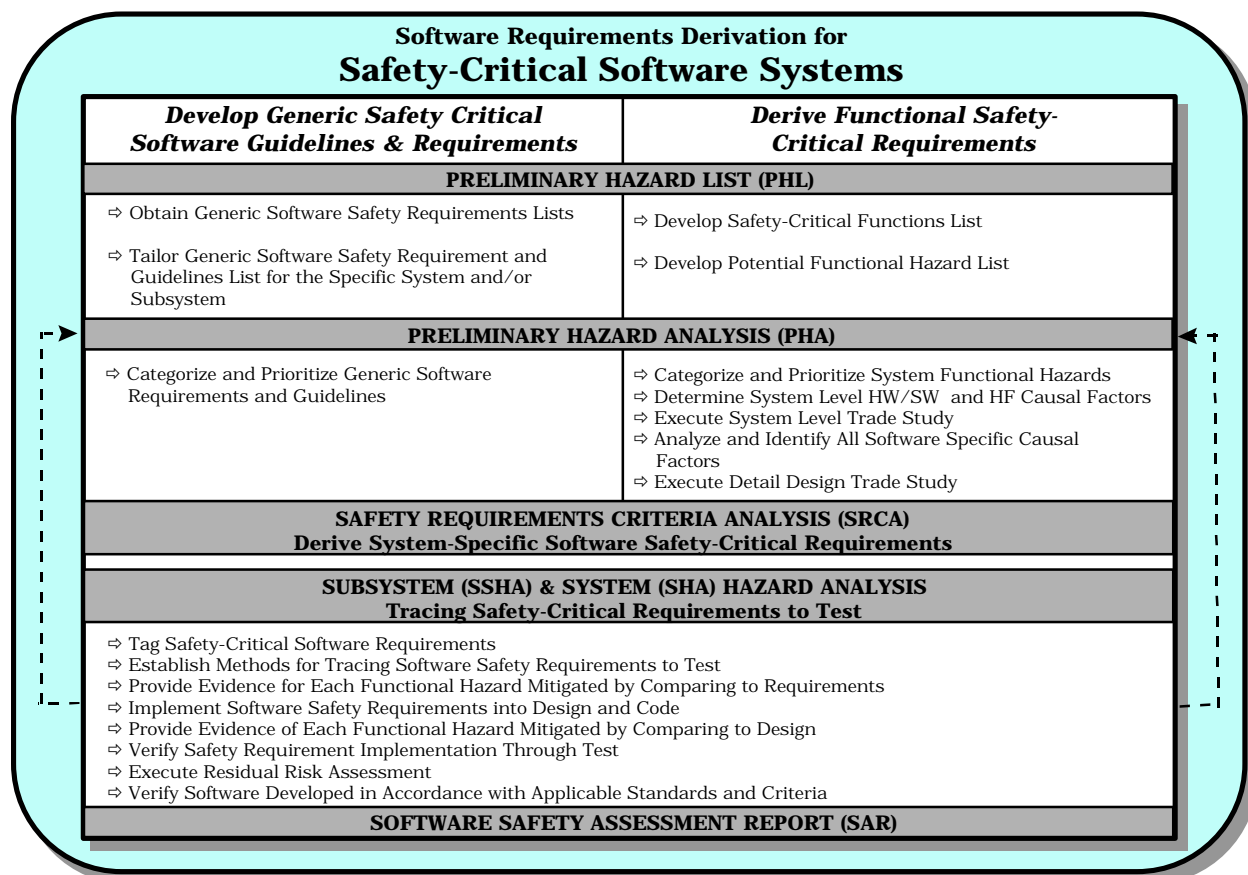 Software Requirements Derivation for
Safety-Critical Software Systems
Develop Generic Safety Critical
Software Guidelines & Requirements
Derive Functional Safety-
Critical Requirements
PRELIMINARY HAZARD LIST (PHL)
⇨ Obtain Generic Software Safety Requirements Lists
⇨ Tailor Generic Software Safety Requirement and
Guidelines List for the Specific System and/or
Subsystem
⇨ Develop Safety-Critical Functions List
⇨ Develop Potential Functional Hazard List
PRELIMINARY HAZARD ANALYSIS (PHA)
⇨ Categorize and Prioritize Generic Software
Requirements and Guidelines
⇨ Categorize and Prioritize System Functional Hazards
⇨ Determine System Level HW/SW and HF Causal Factors
⇨ Execute System Level Trade Study
⇨ Analyze and Identify All Software Specific Causal
Factors
⇨ Execute Detail Design Trade Study
SAFETY REQUIREMENTS CRITERIA ANALYSIS (SRCA)
Derive System-Specific Software Safety-Critical Requirements
SUBSYSTEM (SSHA) & SYSTEM (SHA) HAZARD ANALYSIS
Tracing Safety-Critical Requirements to Test
⇨ Tag Safety-Critical Software Requirements
⇨ Establish Methods for Tracing Software Safety Requirements to Test
⇨ Provide Evidence for Each Functional Hazard Mitigated by Comparing to Requirements
⇨ Implement Software Safety Requirements into Design and Code
⇨ Provide Evidence of Each Functional Hazard Mitigated by Comparing to Design
⇨ Verify Safety Requirement Implementation Through Test
⇨ Execute Residual Risk Assessment
⇨ Verify Software Developed in Accordance with Applicable Standards and Criteria
SOFTWARE SAFETY ASSESSMENT REPORT (SAR)